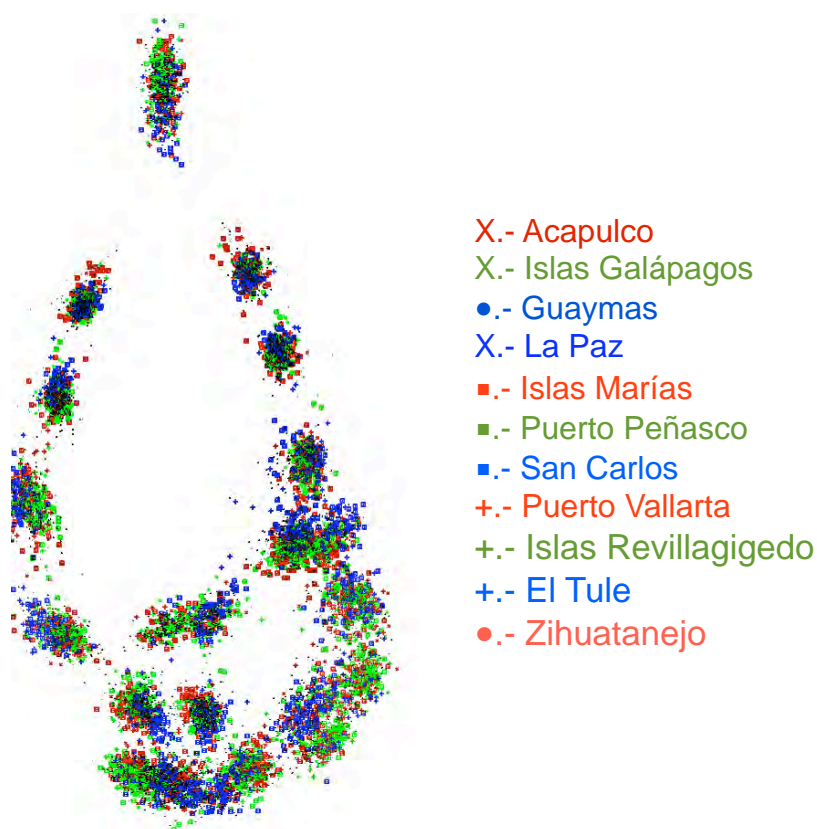 X.- Acapulco
X.- Islas Galápagos
●.- Guaymas
X.- La Paz
■.- Islas Marías
■.- Puerto Peñasco
■.- San Carlos
+.- Puerto Vallarta
+.- Islas Revillagigedo
+.- El Tule
●.- Zihuatanejo